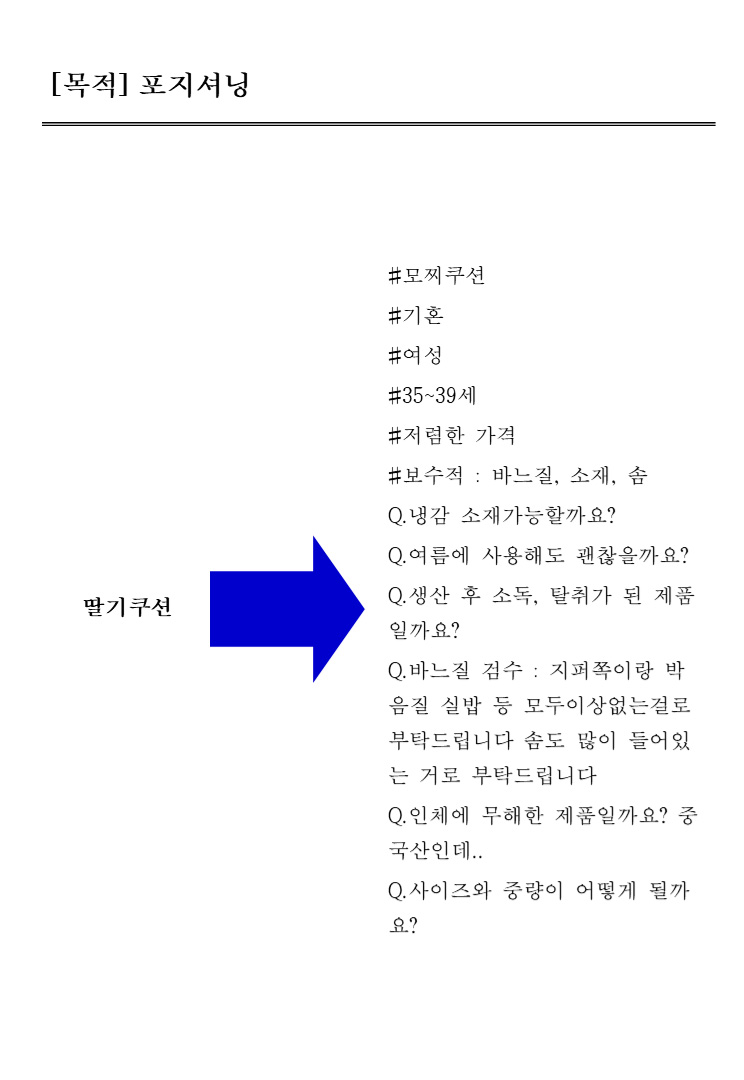 [목적] 포지셔닝
#모찌쿠션
#기혼
#여성
#35~39세
#저렴한 가격
#보수적 : 바느질, 소재, 솜
Q.냉감 소재가능할까요?
Q.여름에 사용해도 괜찮을까요?
딸기쿠션
Q.생산 후 소독, 탈취가 된 제품
일까요?
Q.바느질 검수 : 지퍼쪽이랑 박
음질 실밥 등 모두이상없는걸로
부탁드립니다 솜도 많이 들어있
는 거로 부탁드립니다
Q.인체에 무해한 제품일까요? 중
국산인데..
Q.사이즈와 중량이 어떻게 될까
요?